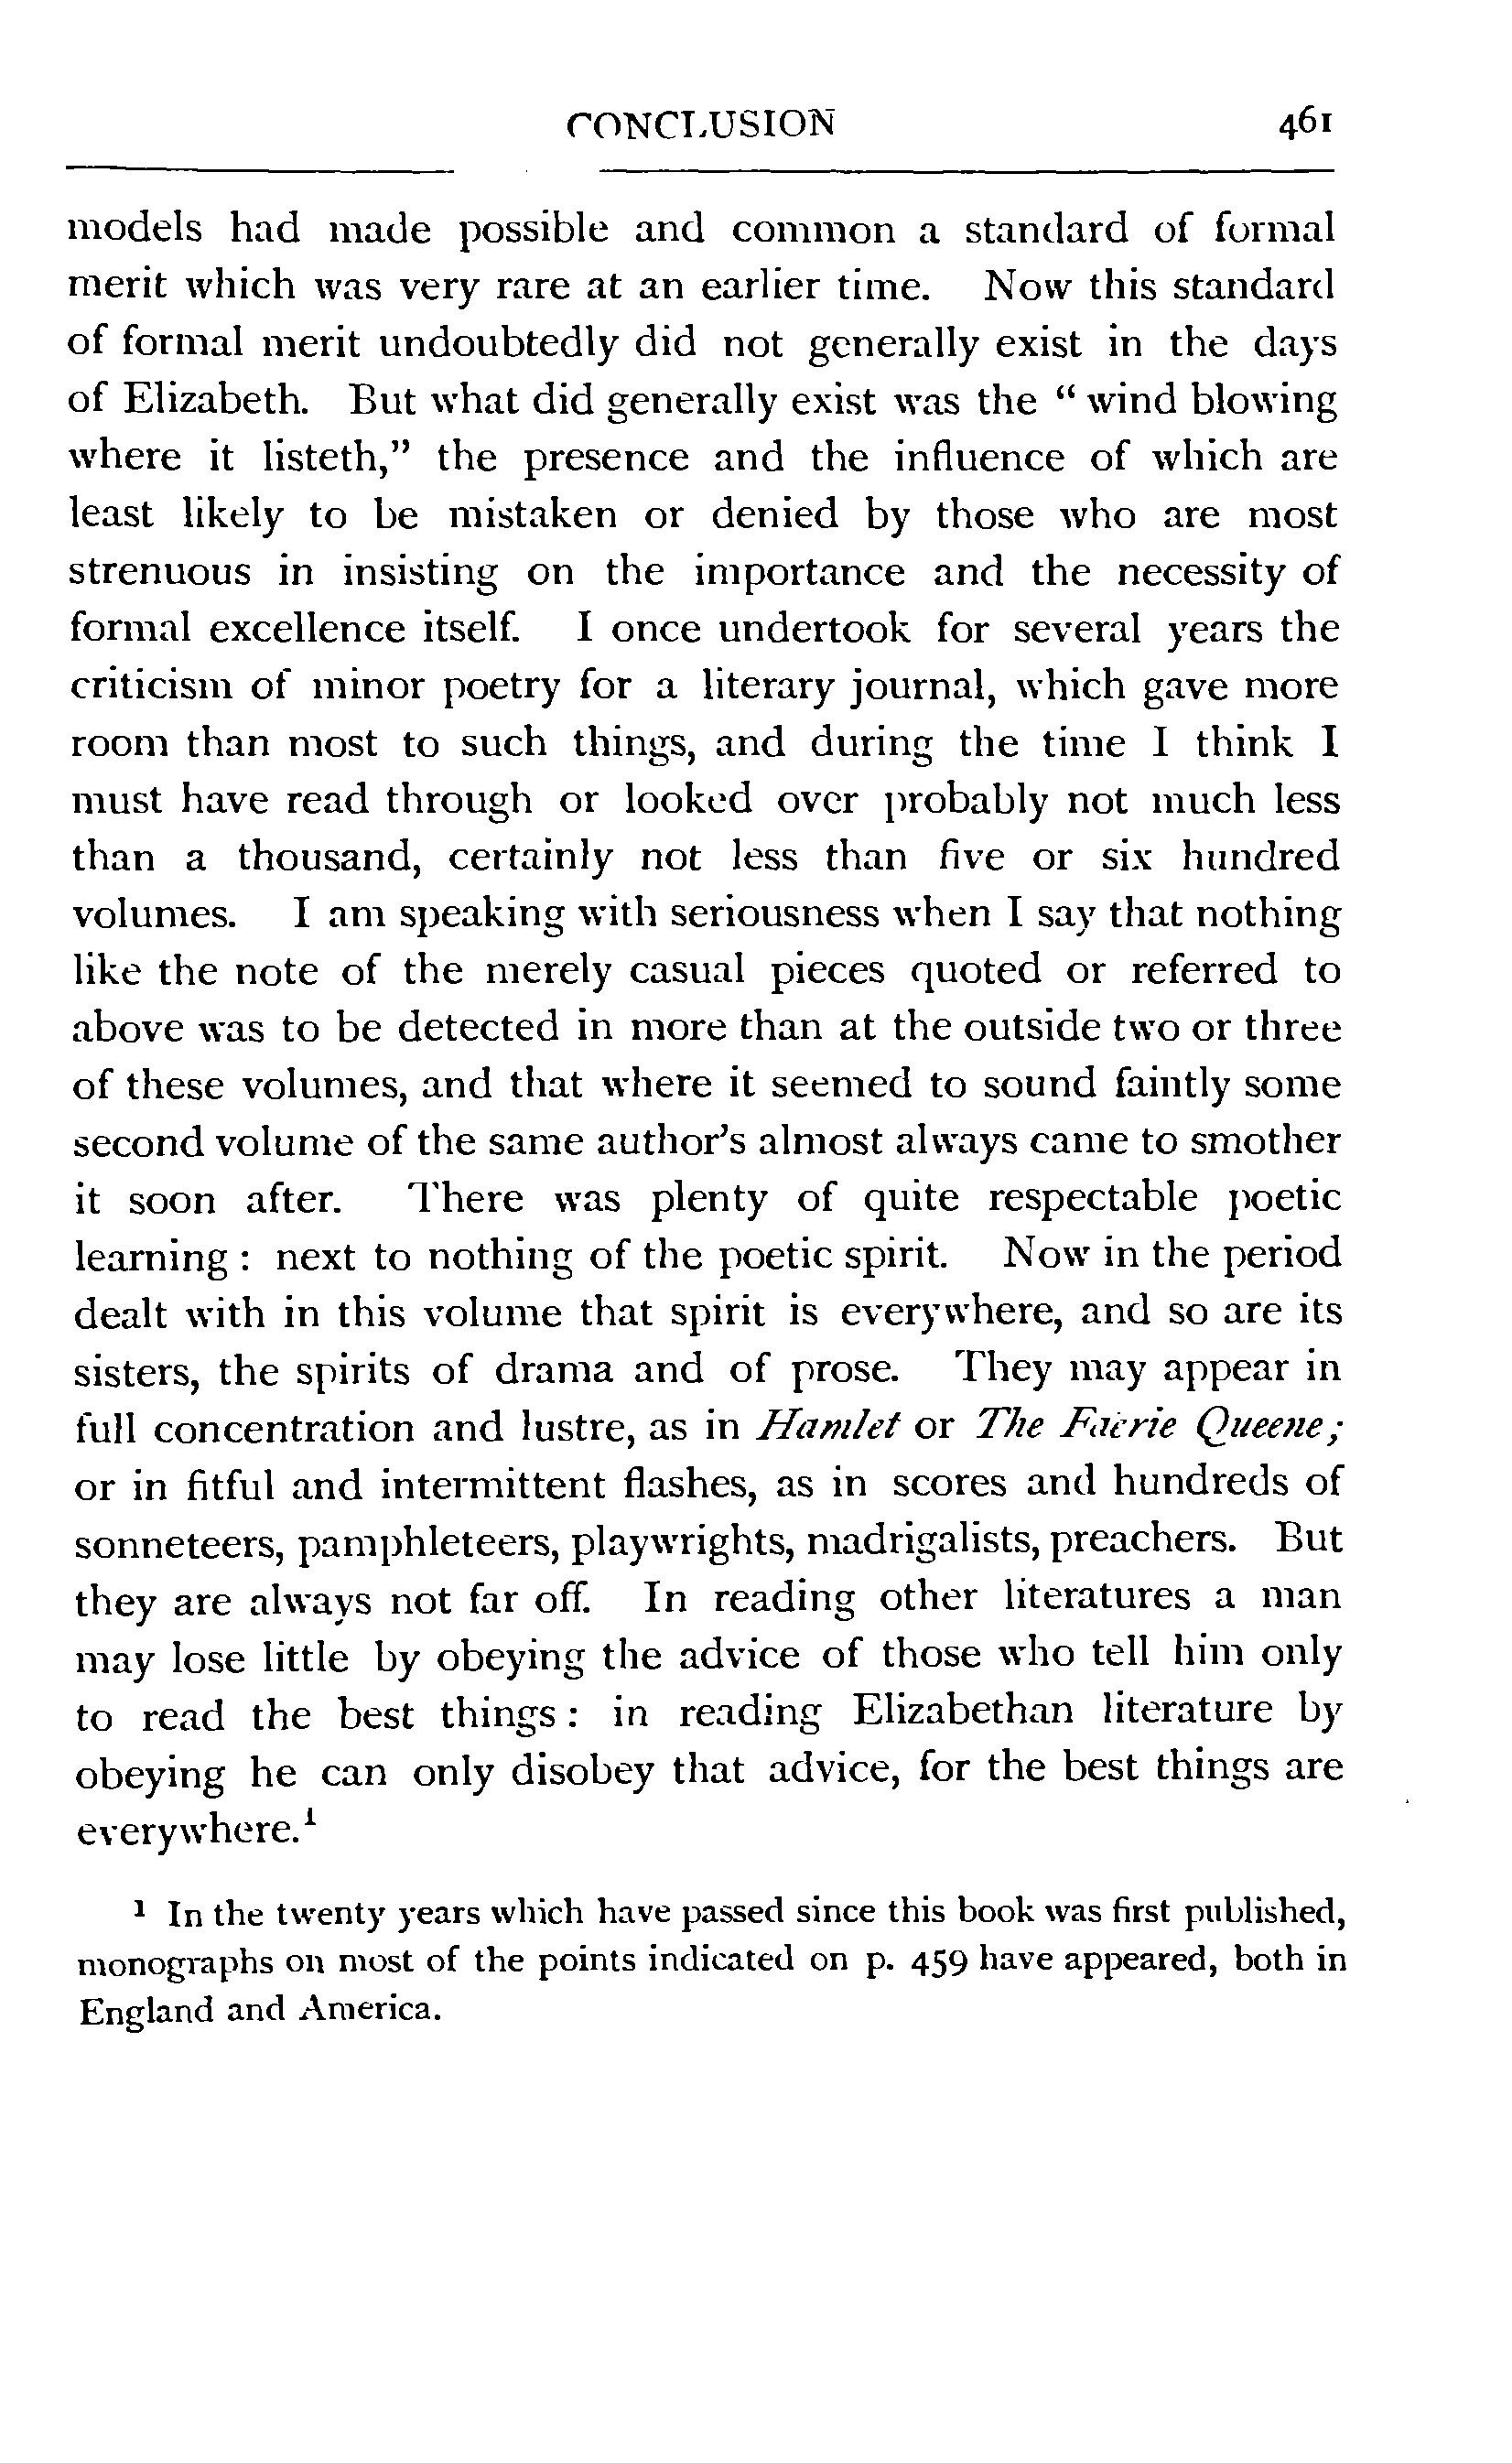 CONCLUSION 461
models had made possible and common a standard of formal
merit which was very rare at an earlier time. Now this standard
of formal merit undoubtedly did not generally exist in the days
of Elizabeth. But what did generally exist was the “ wind blowing
where it listeth,” the presence and the influence of which are
least likely to be mistaken or denied by those who are most
strenuous in insisting on the importance and the necessity of
formal excellence itself. I once undertook for several years the
criticism of minor poetry for a literary journal, which gave more
room than most to such things, and during the time I think I
must have read through or looked over probably not much less
than a thousand, certainly not less than five or six hundred
volumes. I am speaking with seriousness when I say that nothing
like the note of the merely casual pieces quoted or referred to
above was to be detected in more than at the outside two or three
of these volumes, and that where it seemed to sound faintly some
second volume of the same author’s almost always came to smother
it soon after. There was plenty of quite respectable poetic
learning : next to nothing of the poetic spirit. Now in the period
dealt with in this volume that spirit is everywhere, and so are its
sisters, the spirits of drama and of prose. They may appear in
full concentration and lustre, as in Hamlet or The Faërie Queene;
or in fitful and intermittent flashes, as in scores and hundreds of
sonneteers, pamphleteers, playwrights, madrigalists, preachers. But
they are always not far off. In reading other literatures a man
may lose little by obeying the advice of those who tell him only
to read the best things : in reading Elizabethan literature by
obeying he can only disobey that advice, for the best things are
everywhere.¹
¹ In the twenty years which have passed since this book was first published,
monographs on most of the points indicated on p. 459 have appeared, both in
England and America.